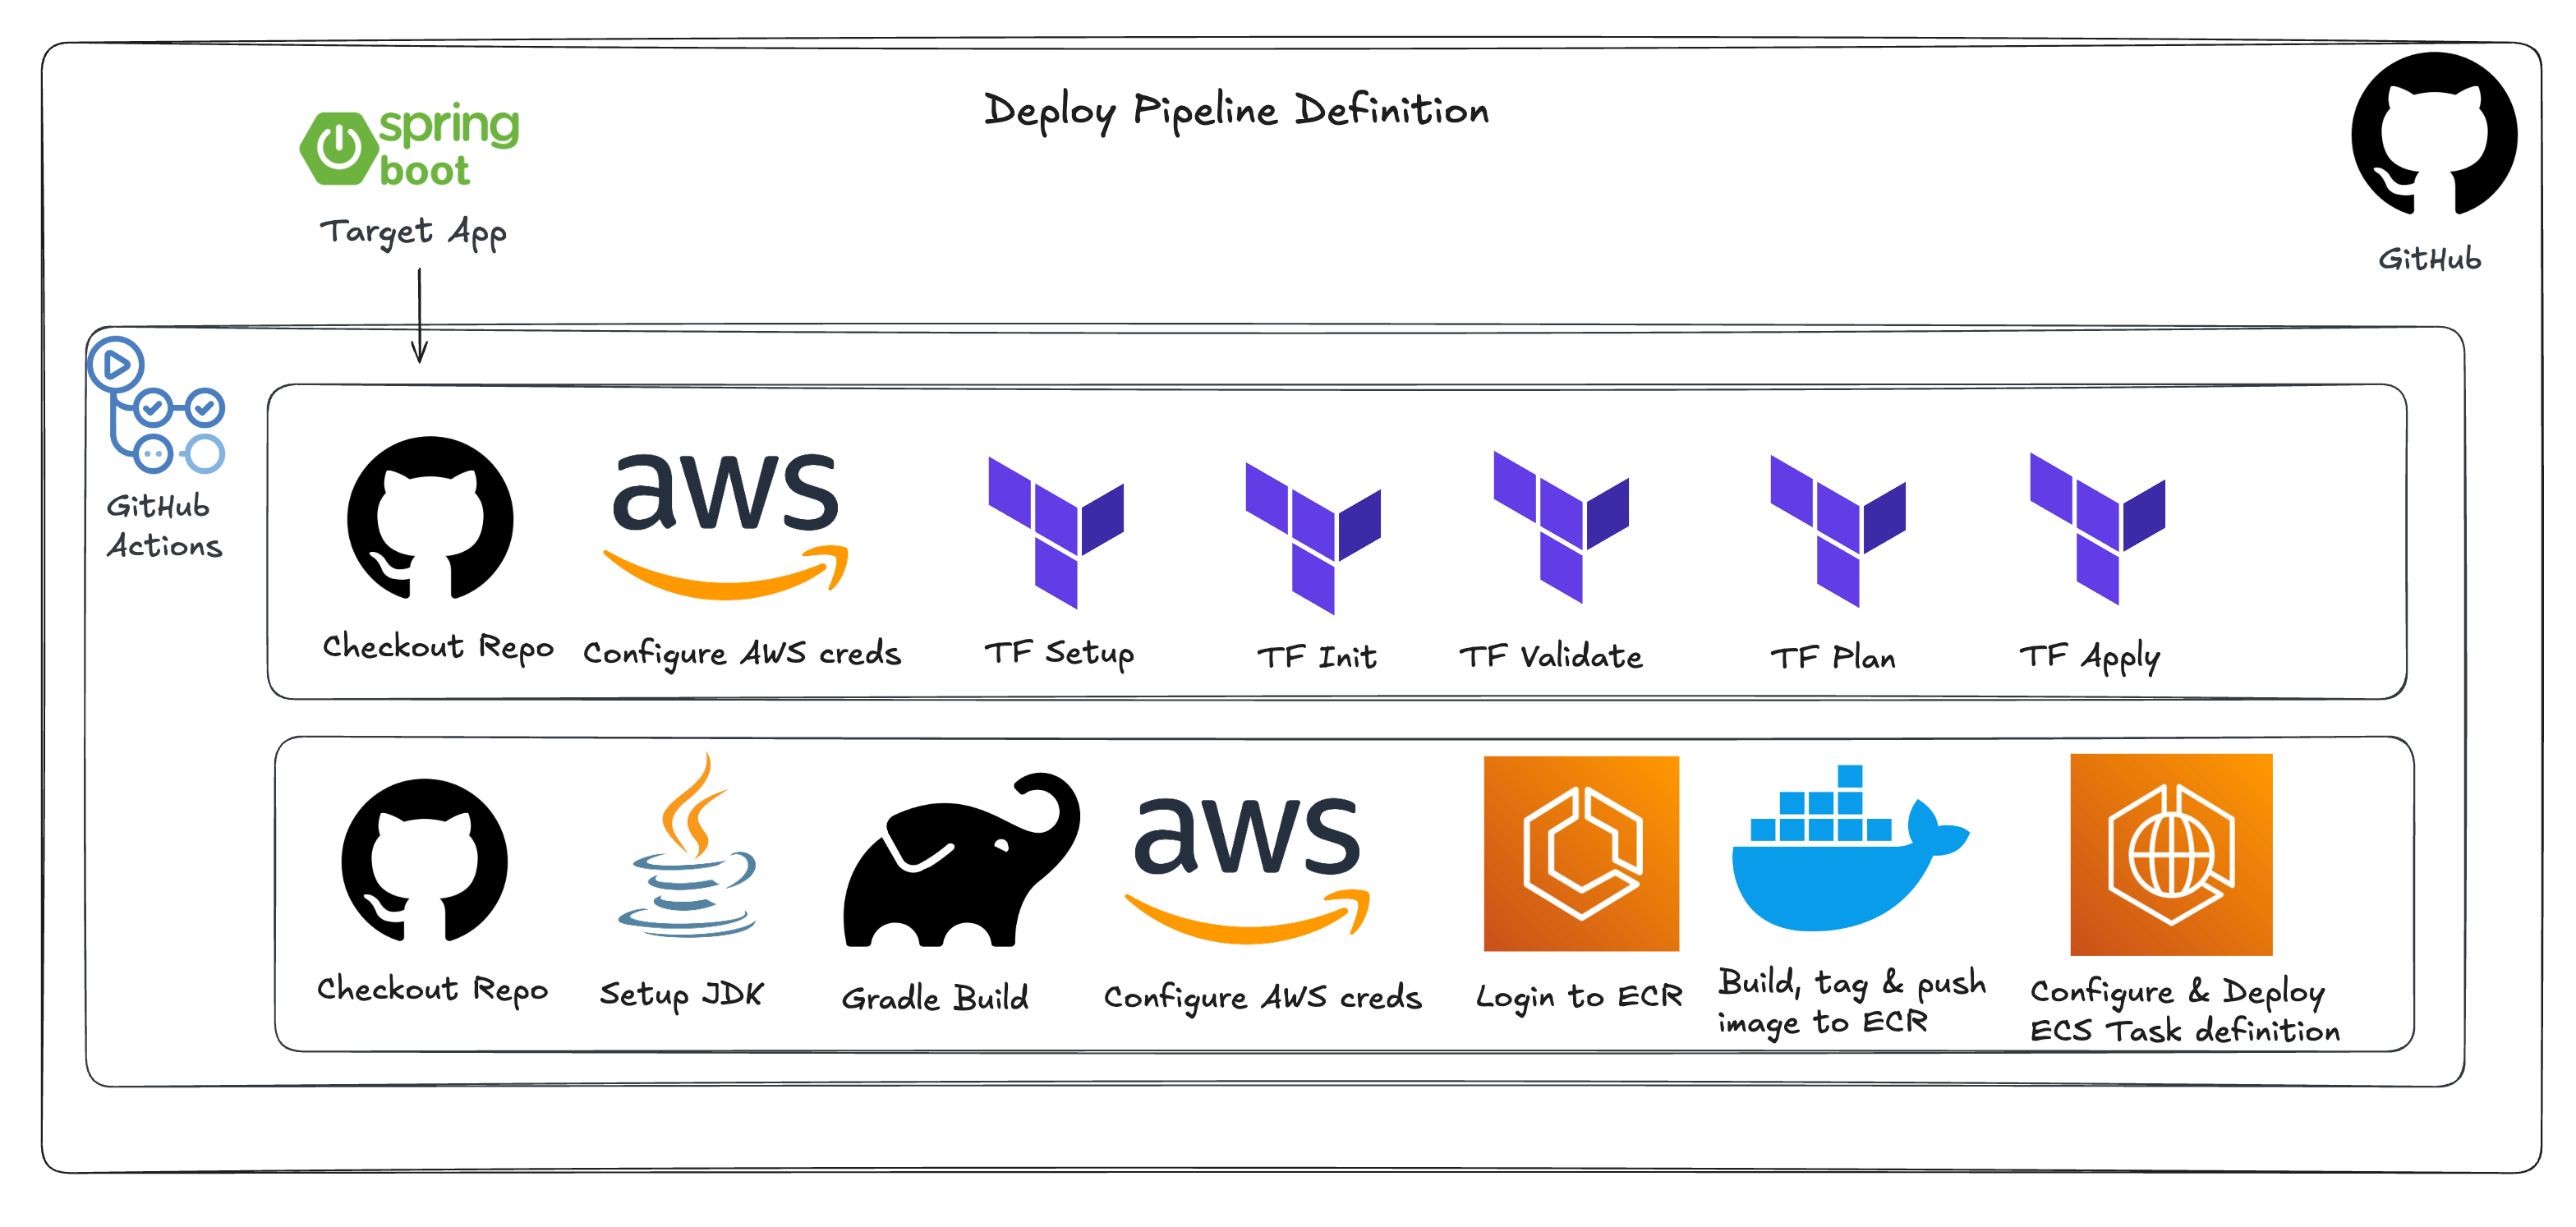 Deploy Pipeline Definition
spring
boot
Target App
GitHub
GitHub
Actions
aws
Checkout Repo
Configure AWS creds
TF Setup
TF Init
TF Validate
TF Plan
TF Apply
aws
Checkout Repo
Setup JDK
Gradle Build
Configure AWS creds
Login to ECR
Build, tag & push
image to ECR
Configure & Deploy
ECS Task definition